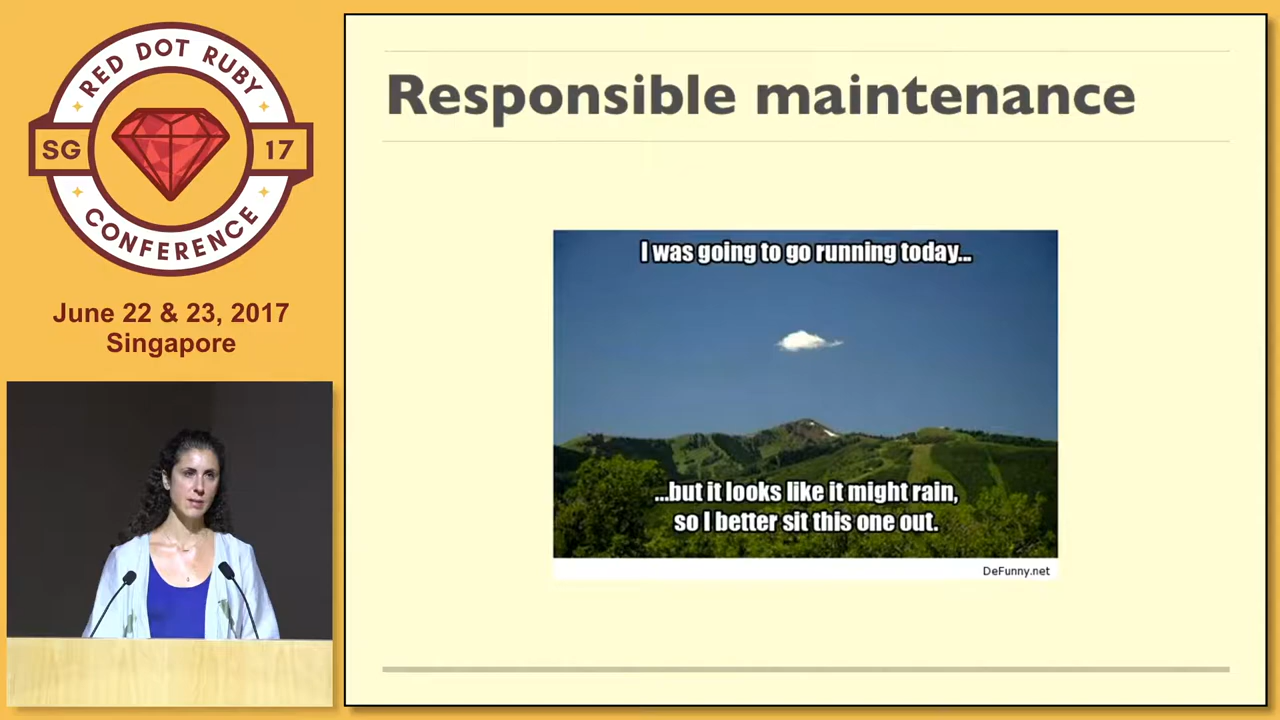 RED DOT RUBY
SG
17
CONFERENCE
June 22 & 23, 2017
Singapore
Responsible maintenance
I was going to go running today...
...but it looks like it might rain,
so I better sit this one out.
DeFunny.net